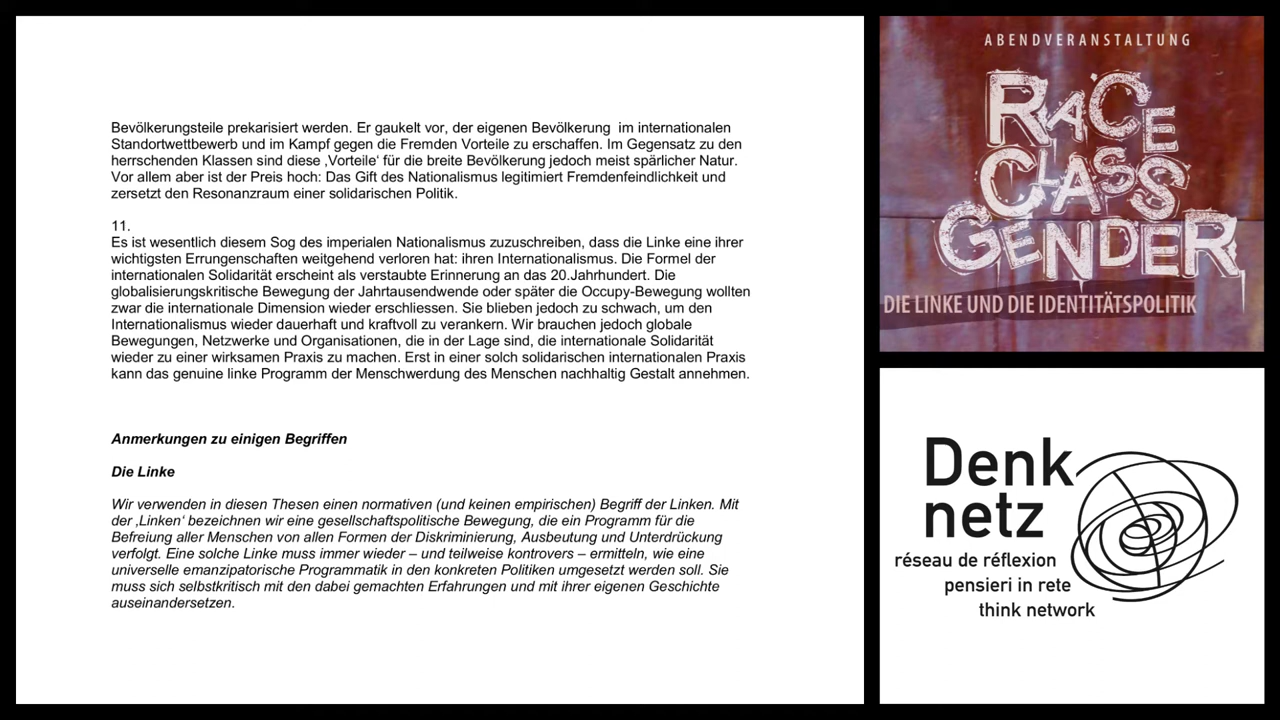 Bevölkerungsteile prekarisiert werden. Er gaukelt vor, der eigenen Bevölkerung im internationalen
Standortwettbewerb und im Kampf gegen die Fremden Vorteile zu erschaffen. Im Gegensatz zu den
herrschenden Klassen sind diese ‚Vorteile' für die breite Bevölkerung jedoch meist spärlicher Natur.
Vor allem aber ist der Preis hoch: Das Gift des Nationalismus legitimiert Fremdenfeindlichkeit und
zersetzt den Resonanzraum einer solidarischen Politik.
11.
Es ist wesentlich diesem Sog des imperialen Nationalismus zuzuschreiben, dass die Linke eine ihrer
wichtigsten Errungenschaften weitgehend verloren hat: ihren Internationalismus. Die Formel der
internationalen Solidarität erscheint als verstaubte Erinnerung an das 20.Jahrhundert. Die
globalisierungskritische Bewegung der Jahrtausendwende oder später die Occupy-Bewegung wollten
zwar die internationale Dimension wieder erschliessen. Sie blieben jedoch zu schwach, um den
Internationalismus wieder dauerhaft und kraftvoll zu verankern. Wir brauchen jedoch globale
Bewegungen, Netzwerke und Organisationen, die in der Lage sind, die internationale Solidarität
wieder zu einer wirksamen Praxis zu machen. Erst in einer solch solidarischen internationalen Praxis
kann das genuine linke Programm der Menschwerdung des Menschen nachhaltig Gestalt annehmen.
Anmerkungen zu einigen Begriffen
Die Linke
Wir verwenden in diesen Thesen einen normativen (und keinen empirischen) Begriff der Linken. Mit
der ‚Linken' bezeichnen wir eine gesellschaftspolitische Bewegung, die ein Programm für die
Befreiung aller Menschen von allen Formen der Diskriminierung, Ausbeutung und Unterdrückung
verfolgt. Eine solche Linke muss immer wieder – und teilweise kontrovers – ermitteln, wie eine
universelle emanzipatorische Programmatik in den konkreten Politiken umgesetzt werden soll. Sie
muss sich selbstkritisch mit den dabei gemachten Erfahrungen und mit ihrer eigenen Geschichte
auseinandersetzen.
ABENDVERANSTALTUNG
RACE
CLASS
GENDER
DIE LINKE UND DIE IDENTITÄTSPOLITIK
Denk
netz
réseau de réflexion
pensieri in rete
think network